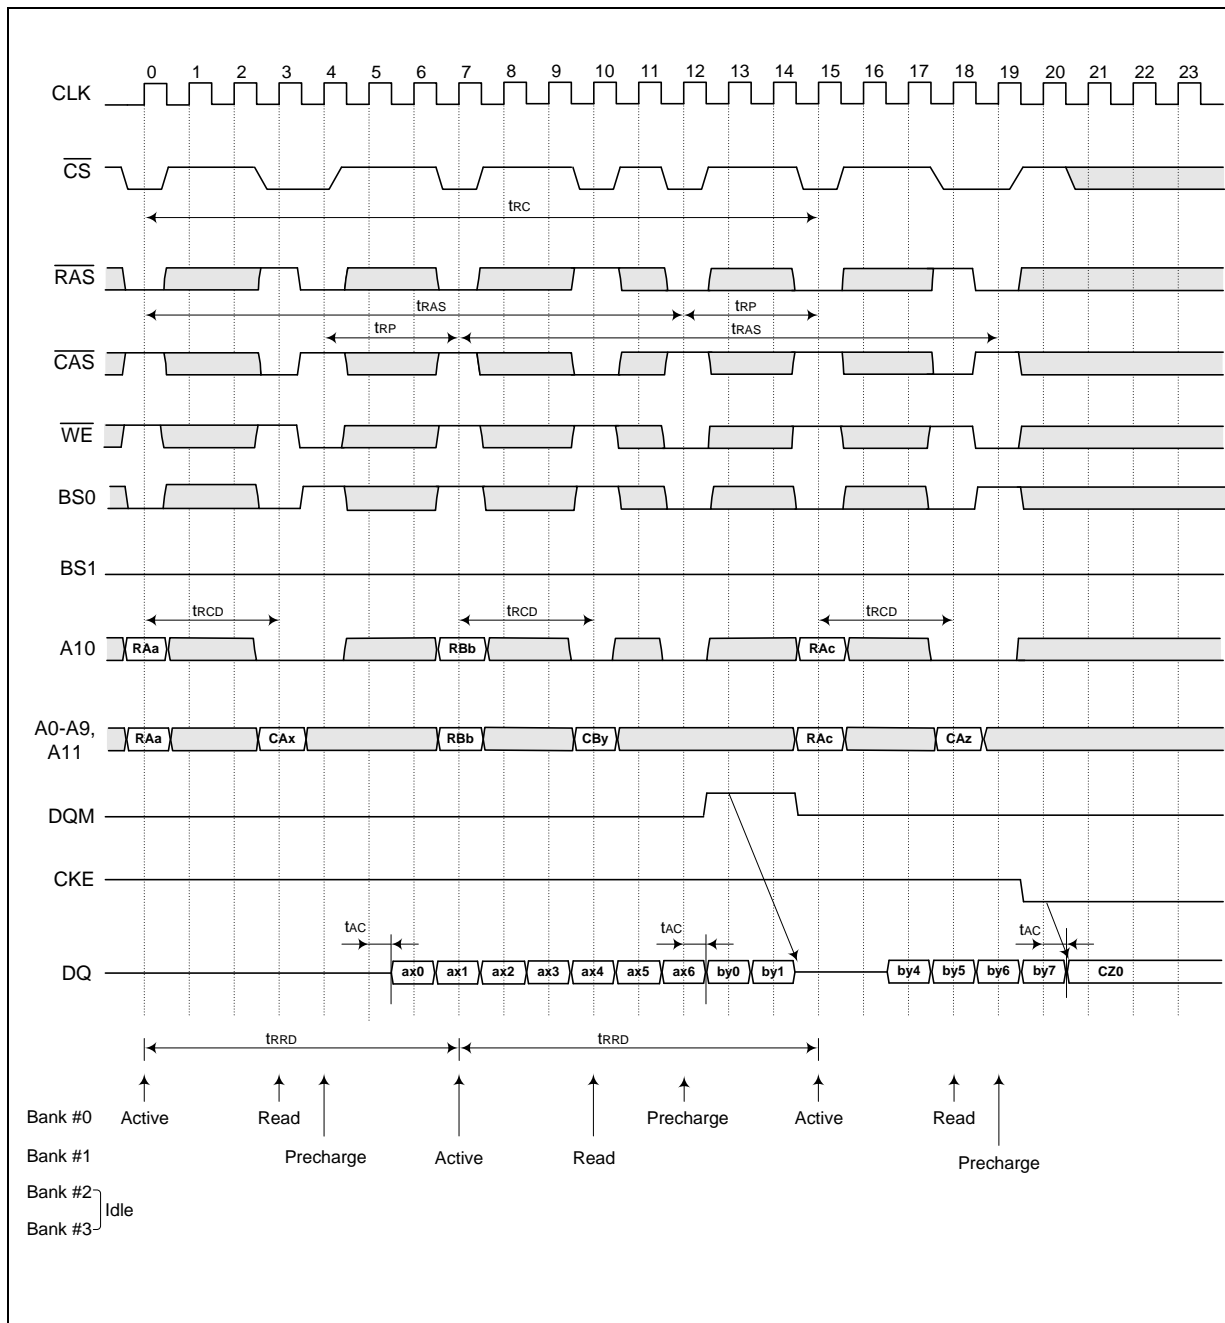 0 1 2 3 4 5 6 7 8 9 10 11 12 13 14 15 16 17 18 19 20 21 22 23
CLK
CS
tRC
RAS
tRAS tRP
tRP tRAS
CAS
WE
BS0
BS1
tRCD tRCD tRCD
A10 RAa RBb RAc
A0-A9,
A11 RAa CAx RBb CBy RAc CAz
DQM
CKE
tAC tAC tAC
DQ ax0 ax1 ax2 ax3 ax4 ax5 ax6 by0 by1 by4 by5 by6 by7 CZ0
tRRD tRRD
Bank #0 Active Read Precharge Active Read
Bank #1 Precharge Active Read Precharge
Bank #2
Idle
Bank #3